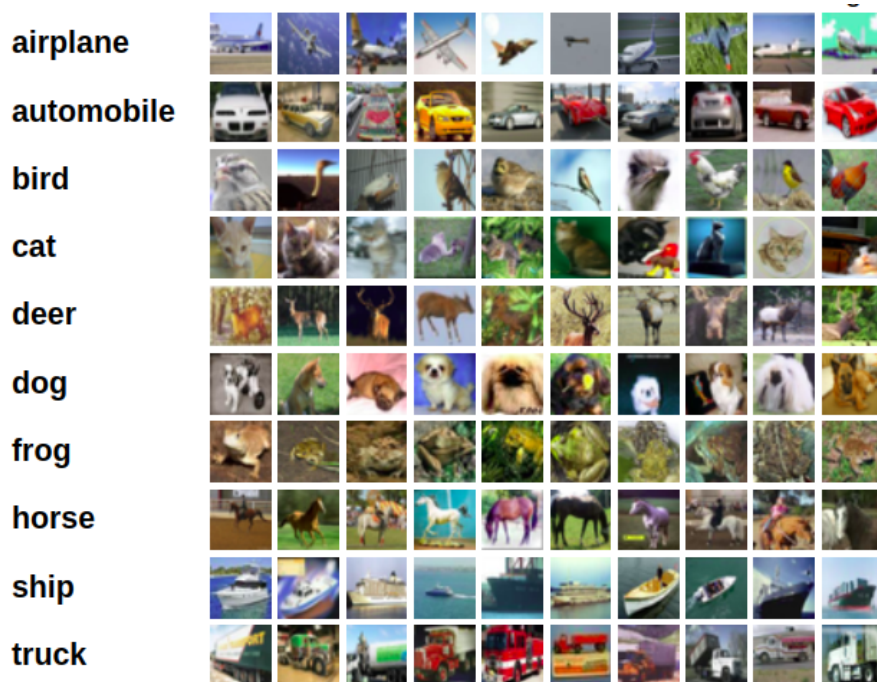 airplane
automobile
bird
cat
deer
dog
frog
horse
ship
truck